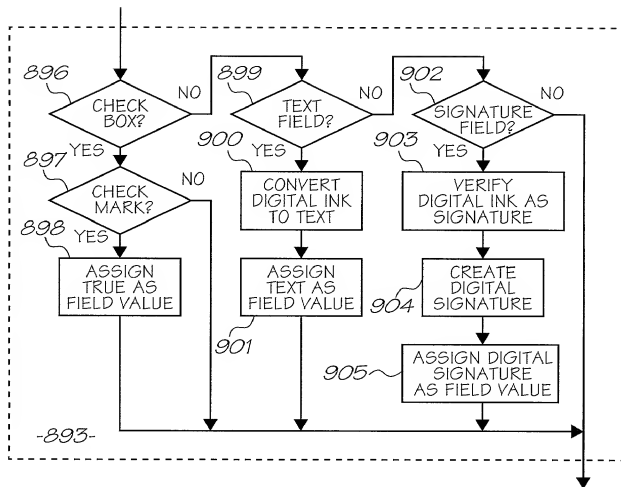 896
CHECK
BOX?
NO
YES
897
CHECK
MARK?
NO
YES
898
ASSIGN
TRUE AS
FIELD VALUE
899
TEXT
FIELD?
NO
YES
900
CONVERT
DIGITAL INK
TO TEXT
ASSIGN
TEXT AS
FIELD VALUE
901
902
SIGNATURE
FIELD?
NO
YES
903
VERIFY
DIGITAL INK AS
SIGNATURE
CREATE
DIGITAL
SIGNATURE
904
905
ASSIGN DIGITAL
SIGNATURE
AS FIELD VALUE
-893-